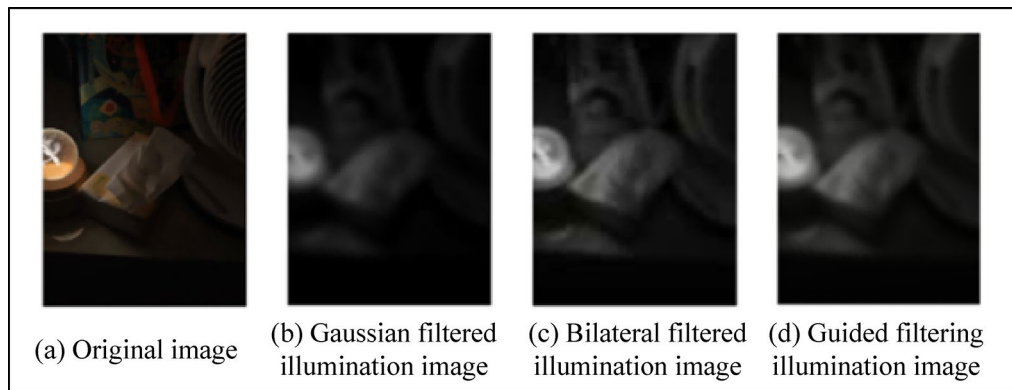 (a) Original image
(b) Gaussian filtered
illumination image
(c) Bilateral filtered
illumination image
(d) Guided filtering
illumination image